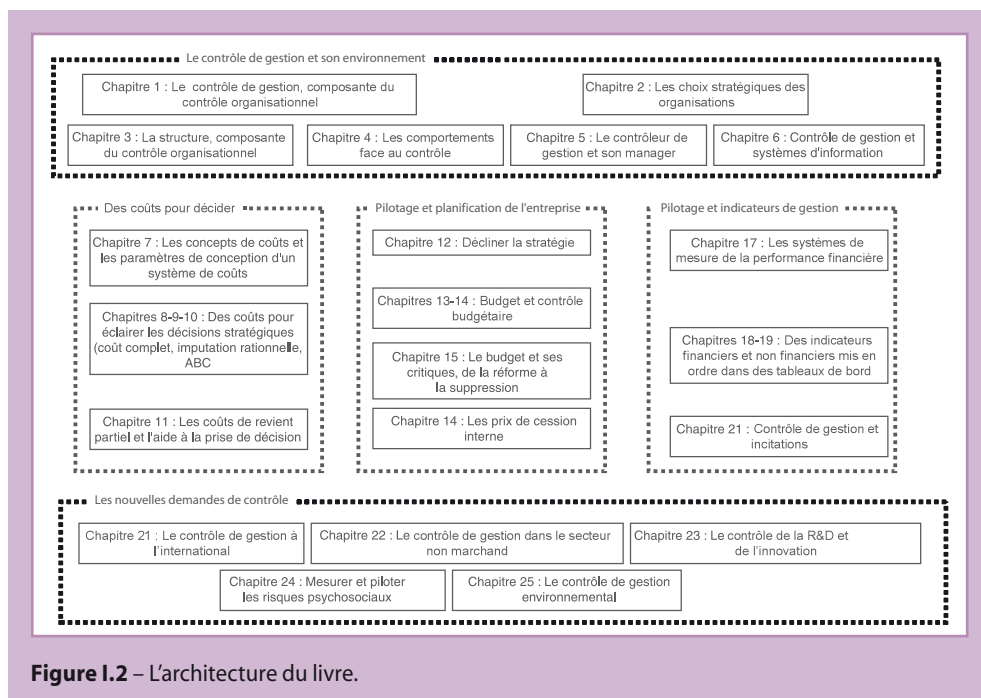 Le contrôle de gestion et son environnement
Chapitre 1 : Le contrôle de gestion, composante du
contrôle organisationnel
Chapitre 2 : Les choix stratégiques des
organisations
Chapitre 3 : La structure, composante
du contrôle organisationnel
Chapitre 4 : Les comportements
face au contrôle
Chapitre 5 : Le contrôleur de
gestion et son manager
Chapitre 6 : Contrôle de gestion et
systèmes d'information
Des coûts pour décider
Chapitre 7 : Les concepts de coûts et
les paramètres de conception d'un
système de coûts
Chapitres 8-9-10 : Des coûts pour
éclairer les décisions stratégiques
(coût complet, imputation rationnelle,
ABC
Chapitre 11 : Les coûts de revient
partiel et l'aide à la prise de décision
Pilotage et planification de l'entreprise
Chapitre 12 : Décliner la stratégie
Chapitres 13-14 : Budget et contrôle
budgétaire
Chapitre 15 : Le budget et ses
critiques, de la réforme à
la suppression
Chapitre 14 : Les prix de cession
interne
Pilotage et indicateurs de gestion
Chapitre 17 : Les systèmes de
mesure de la performance financière
Chapitres 18-19 : Des indicateurs
financiers et non financiers mis en
ordre dans des tableaux de bord
Chapitre 21 : Contrôle de gestion et
incitations
Les nouvelles demandes de contrôle
Chapitre 21 : Le contrôle de gestion à
l'international
Chapitre 22 : Le contrôle de gestion dans le secteur
non marchand
Chapitre 23 : Le contrôle de la R&D et
de l'innovation
Chapitre 24 : Mesurer et piloter
les risques psychosociaux
Chapitre 25 : Le contrôle de gestion
environnemental
Figure I.2 – L'architecture du livre.